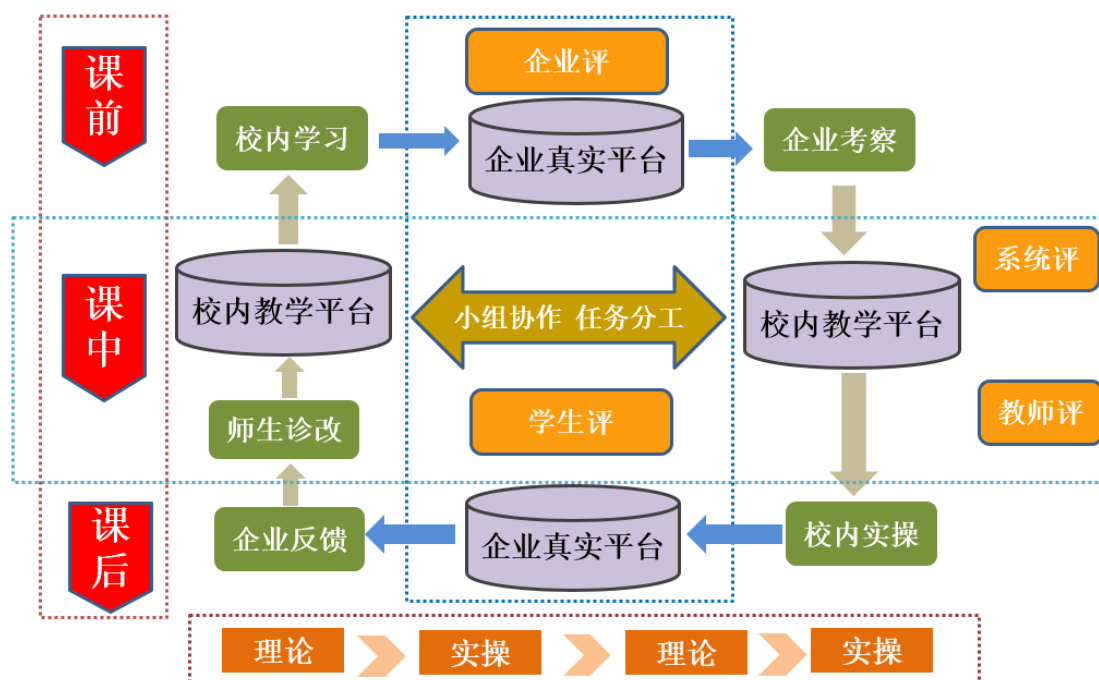 课前
企业评
校内学习
企业真实平台
企业考察
课中
校内教学平台
小组协作 任务分工
校内教学平台
系统评
师生诊改
学生评
教师评
课后
企业反馈
企业真实平台
校内实操
理论
实操
理论
实操